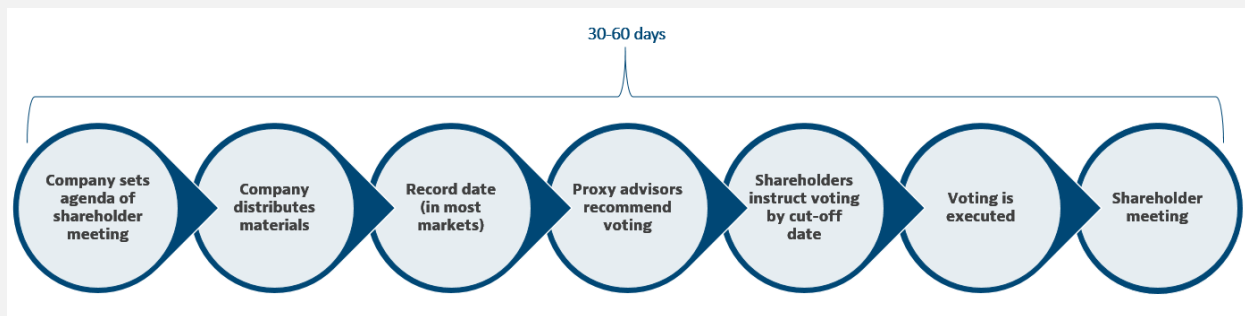 30-60 days
Company sets
agenda of
shareholder
meeting
Company
distributes
materials
Record date
(in most
markets)
Proxy advisors
recommend
voting
Shareholders
instruct voting
by cut-off
date
Voting is
executed
Shareholder
meeting